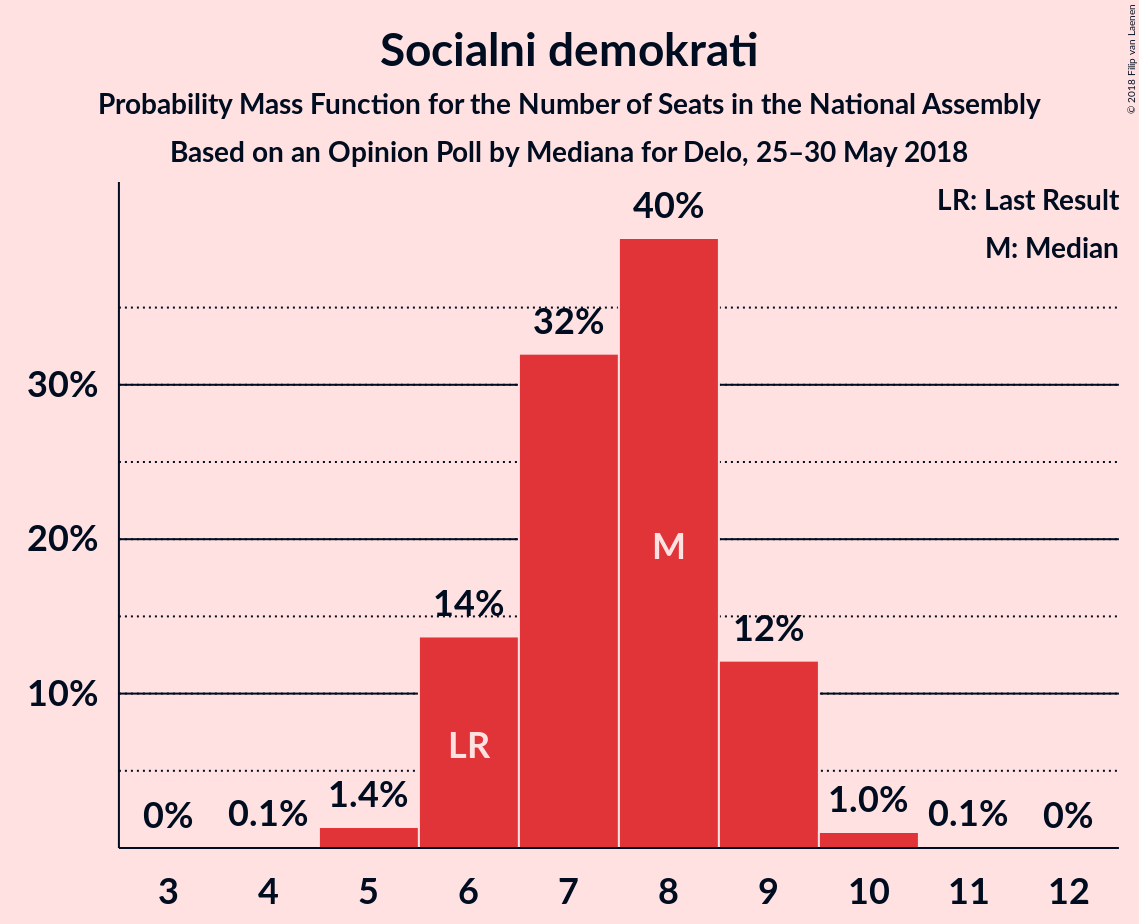 Socialni demokrati
Probability Mass Function for the Number of Seats in the National Assembly
Based on an Opinion Poll by Mediana for Delo, 25–30 May 2018
© 2018 Filip van Laenen
LR: Last Result
M: Median
30%
20%
10%
0%
0.1%
1.4%
14%
32%
40%
12%
1.0%
0.1%
0%
LR
M
3 4 5 6 7 8 9 10 11 12